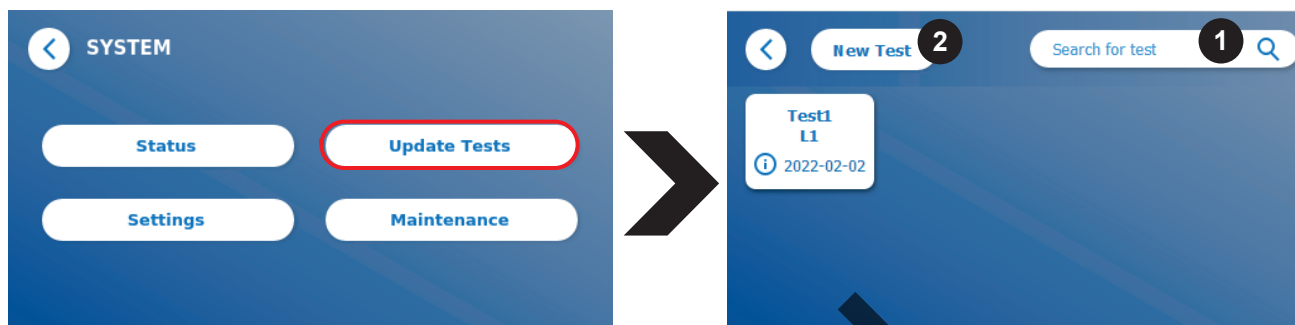 SYSTEM
Status
Update Tests
Settings
Maintenance
New Test
2
Search for test
1
Test1
L1
2022-02-02